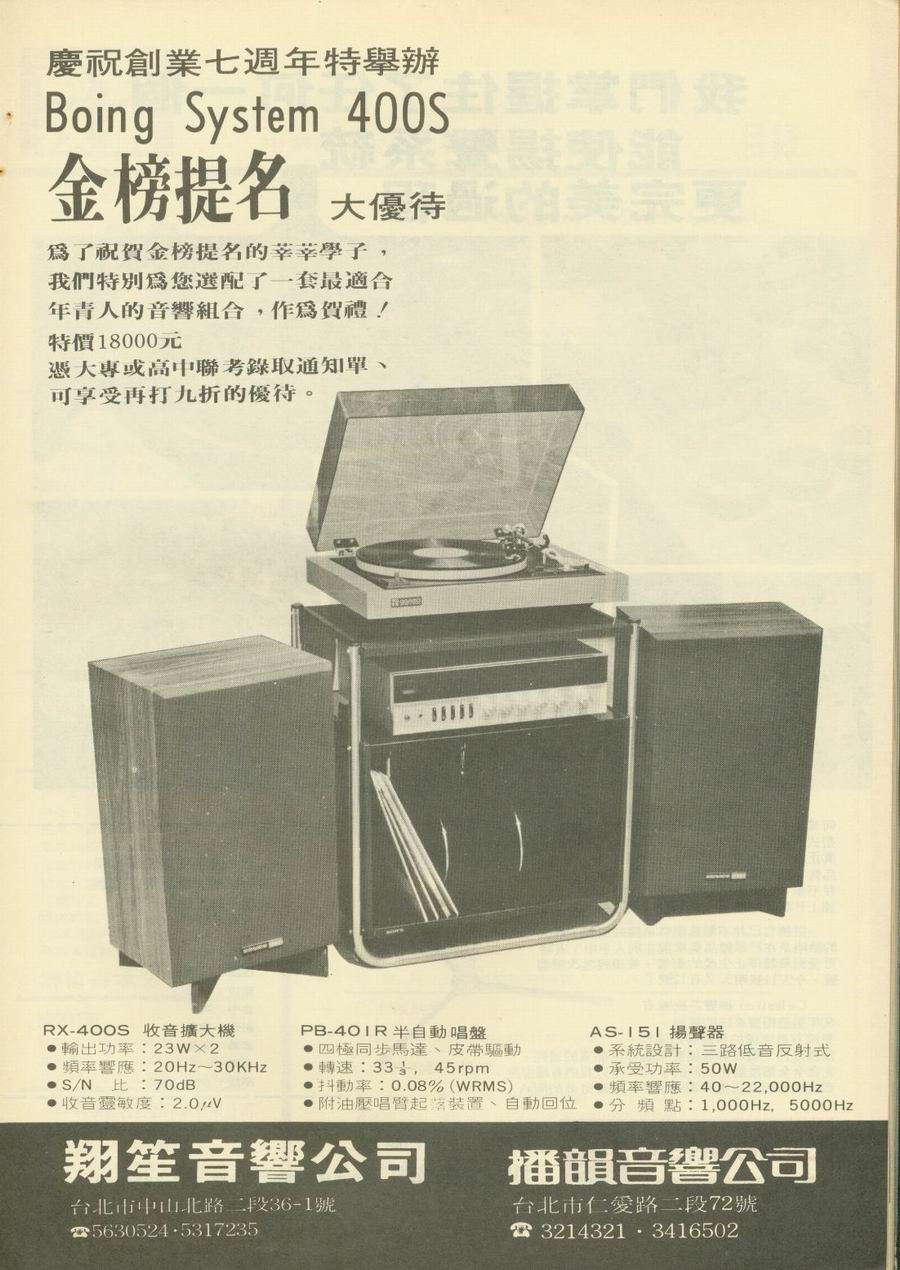 慶祝創業七週年特舉辦
Boing System 400S
金榜提名 大優待
爲了祝賀金榜提名的莘莘學子，
我們特別爲您選配了一套最適合
年青人的音響組合，作爲賀禮！
特價18000元
憑大專或高中聯考錄取通知單、
可享受再打九折的優待。
RX-400S 收音擴大機
●輸出功率：23W×2
●頻率響應：20Hz～30KHz
●S/N 比：70dB
●收音靈敏度：2.0μV
PB-401R半自動唱盤
●四極同步馬達、皮帶驅動
●轉速：33⅓，45rpm
●抖動率：0.08%(WRMS)
●附油壓唱臂起落裝置、自動回位
AS-151 揚聲器
●系統設計：三路低音反射式
●承受功率：50W
●頻率響應：40～22,000Hz
●分頻點：1,000Hz, 5000Hz
翔笙音響公司
台北市中山北路二段36-1號
☎5630524·5317235
播韻音響公司
台北市仁愛路二段72號
☎ 3214321·3416502